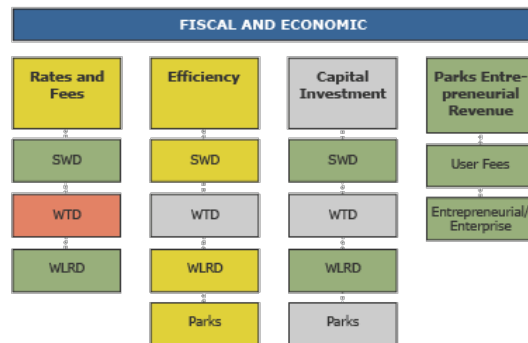 FISCAL AND ECONOMIC
Rates and
Fees
SWD
WTD
WLRD
Efficiency
SWD
WTD
WLRD
Parks
Capital
Investment
SWD
WTD
WLRD
Parks
Parks Entre-
preneurial
Revenue
User Fees
Entrepreneurial/
Enterprise